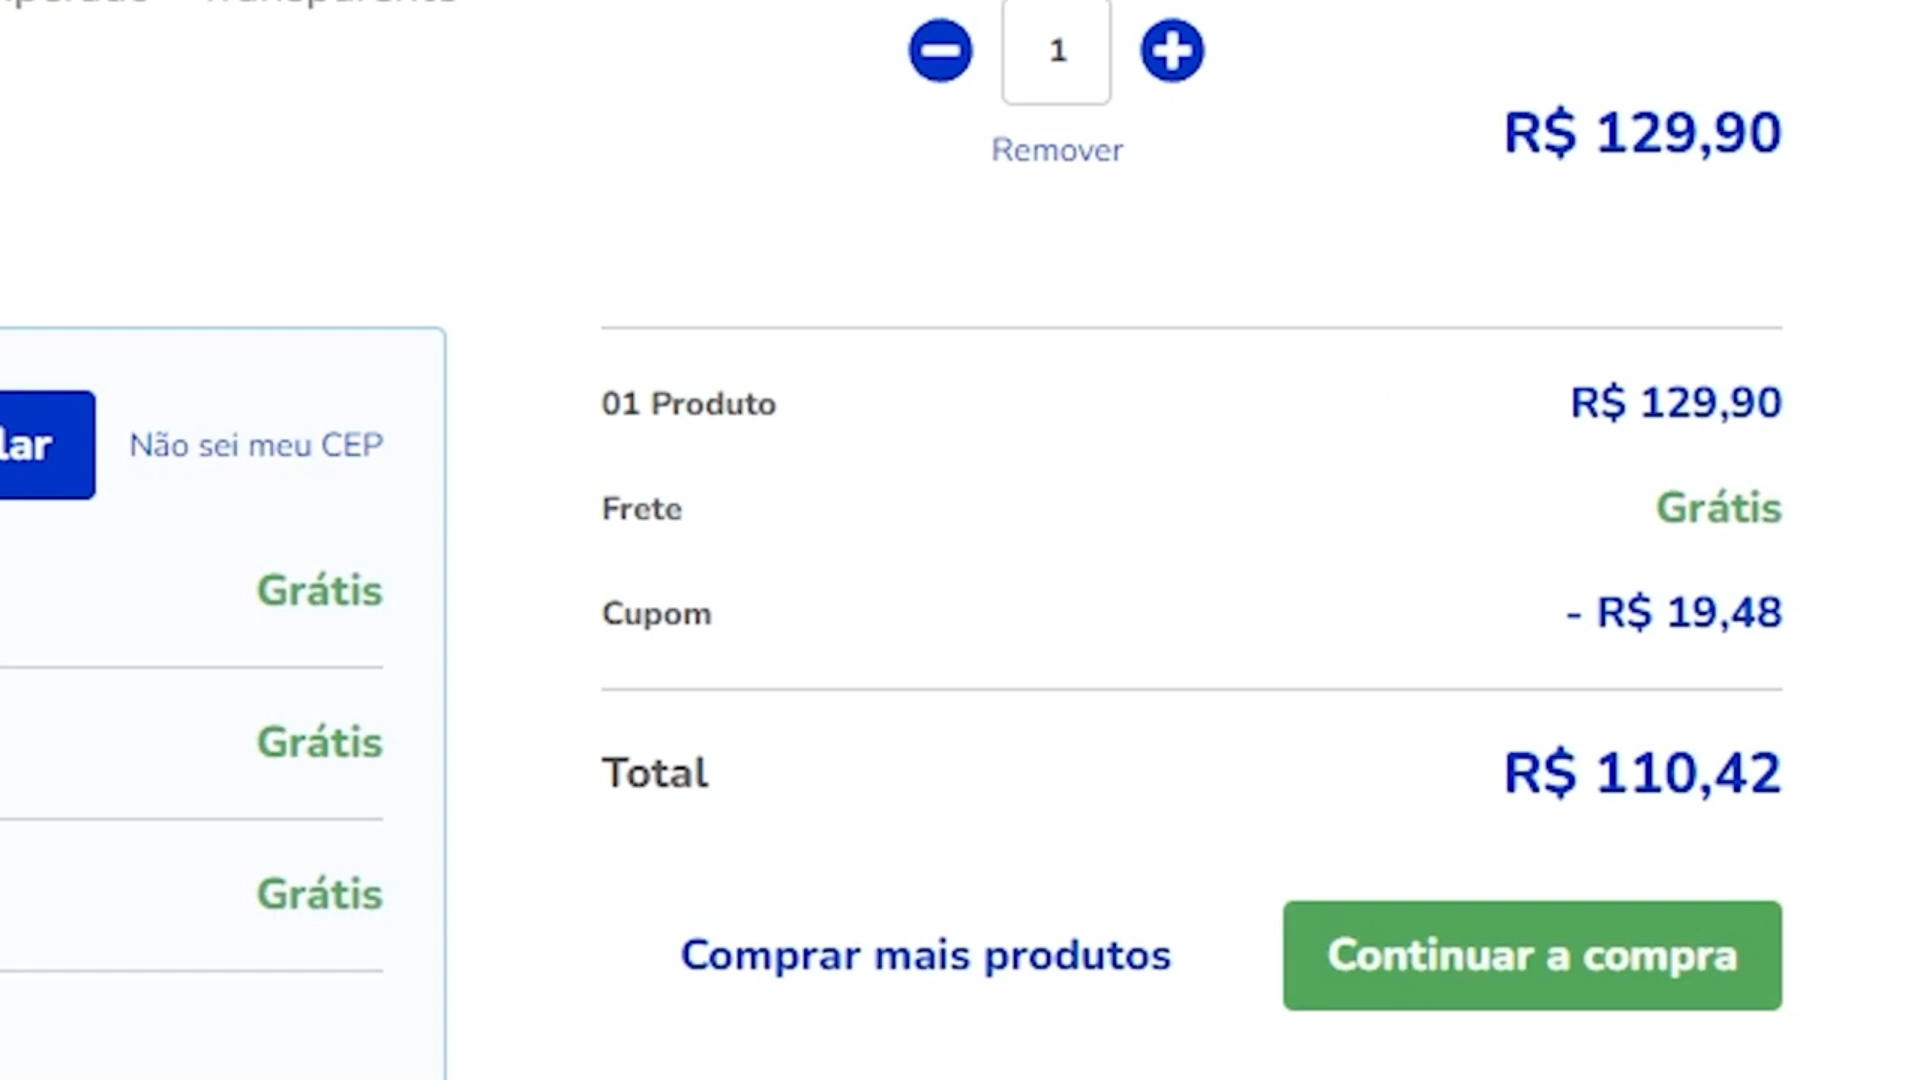 1
Remover
R$ 129,90
lar
Não sei meu CEP
Grátis
Grátis
Grátis
01 Produto
R$ 129,90
Frete
Grátis
Cupom
- R$ 19,48
Total
R$ 110,42
Comprar mais produtos
Continuar a compra